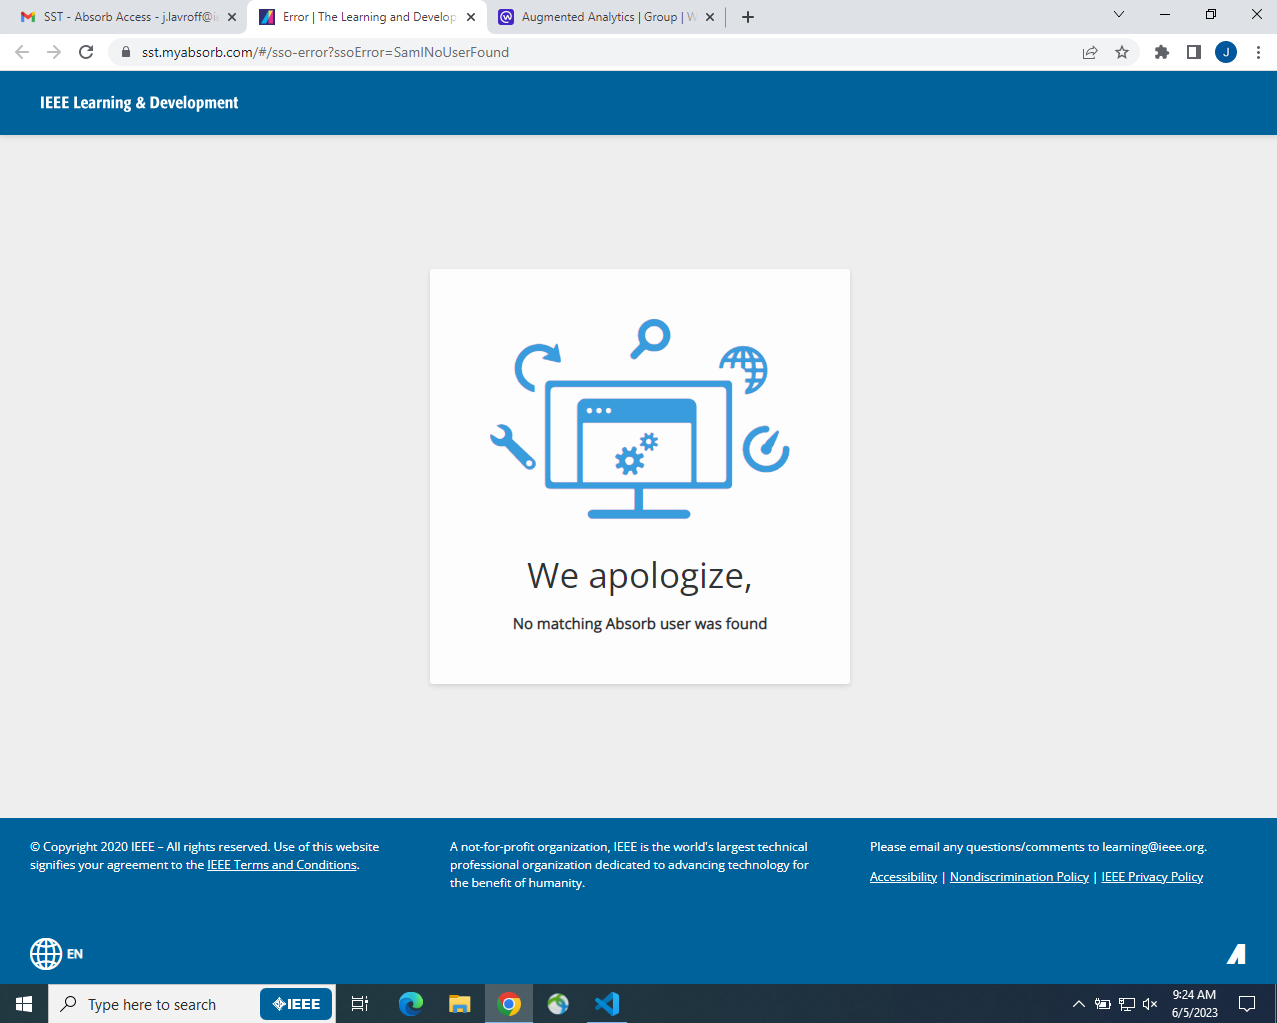 SST - Absorb Access - j.lavroff@i
Error | The Learning and Develop
Augmented Analytics | Group | W
sst.myabsorb.com/#/sso-error?ssoError=SamlNoUserFound
J
IEEE Learning & Development
We apologize,
No matching Absorb user was found
© Copyright 2020 IEEE – All rights reserved. Use of this website
signifies your agreement to the IEEE Terms and Conditions.
A not-for-profit organization, IEEE is the world's largest technical
professional organization dedicated to advancing technology for
the benefit of humanity.
Please email any questions/comments to learning@ieee.org.
Accessibility | Nondiscrimination Policy | IEEE Privacy Policy
EN
Type here to search
IEEE
9:24 AM
6/5/2023